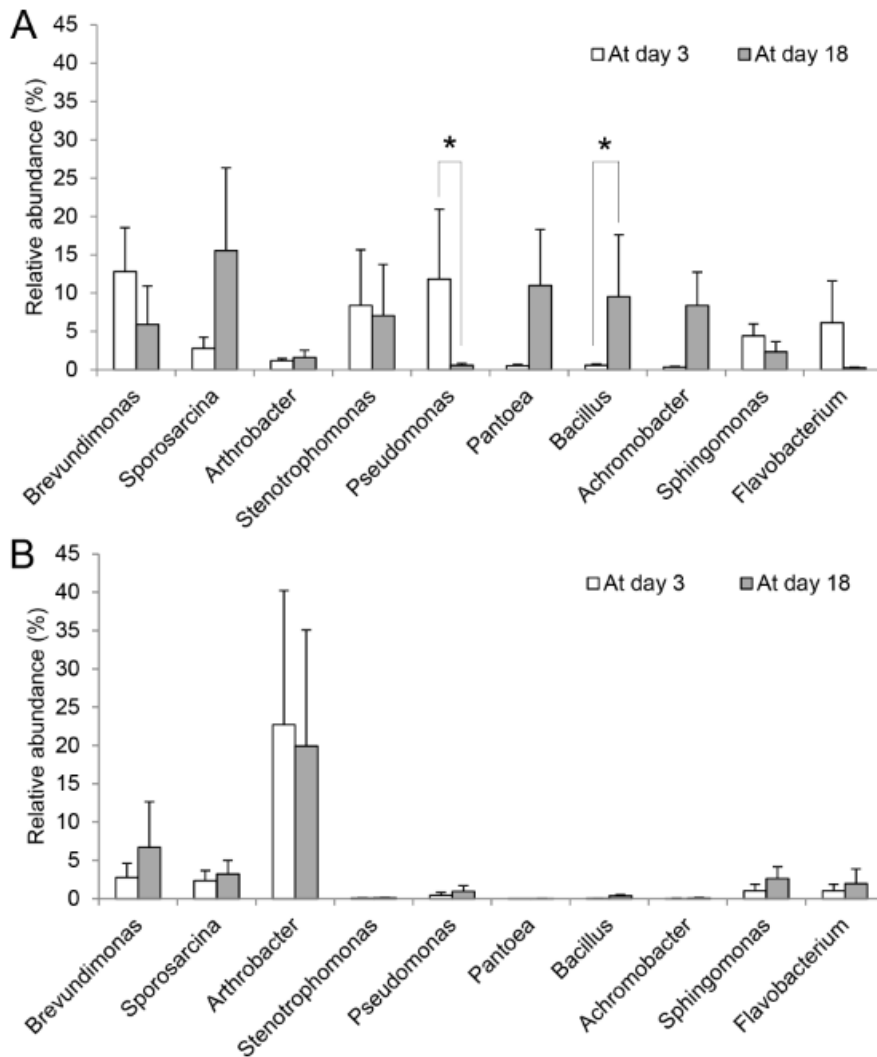 A
Relative abundance (%)
45
40
35
30
25
20
15
10
5
0
At day 3 At day 18
*
*
Brevundimonas
Sporosarcina
Arthrobacter
Stenotrophomonas
Pseudomonas
Pantoea
Bacillus
Achromobacter
Sphingomonas
Flavobacterium
B
Relative abundance (%)
45
40
35
30
25
20
15
10
5
0
At day 3 At day 18
Brevundimonas
Sporosarcina
Arthrobacter
Stenotrophomonas
Pseudomonas
Pantoea
Bacillus
Achromobacter
Sphingomonas
Flavobacterium